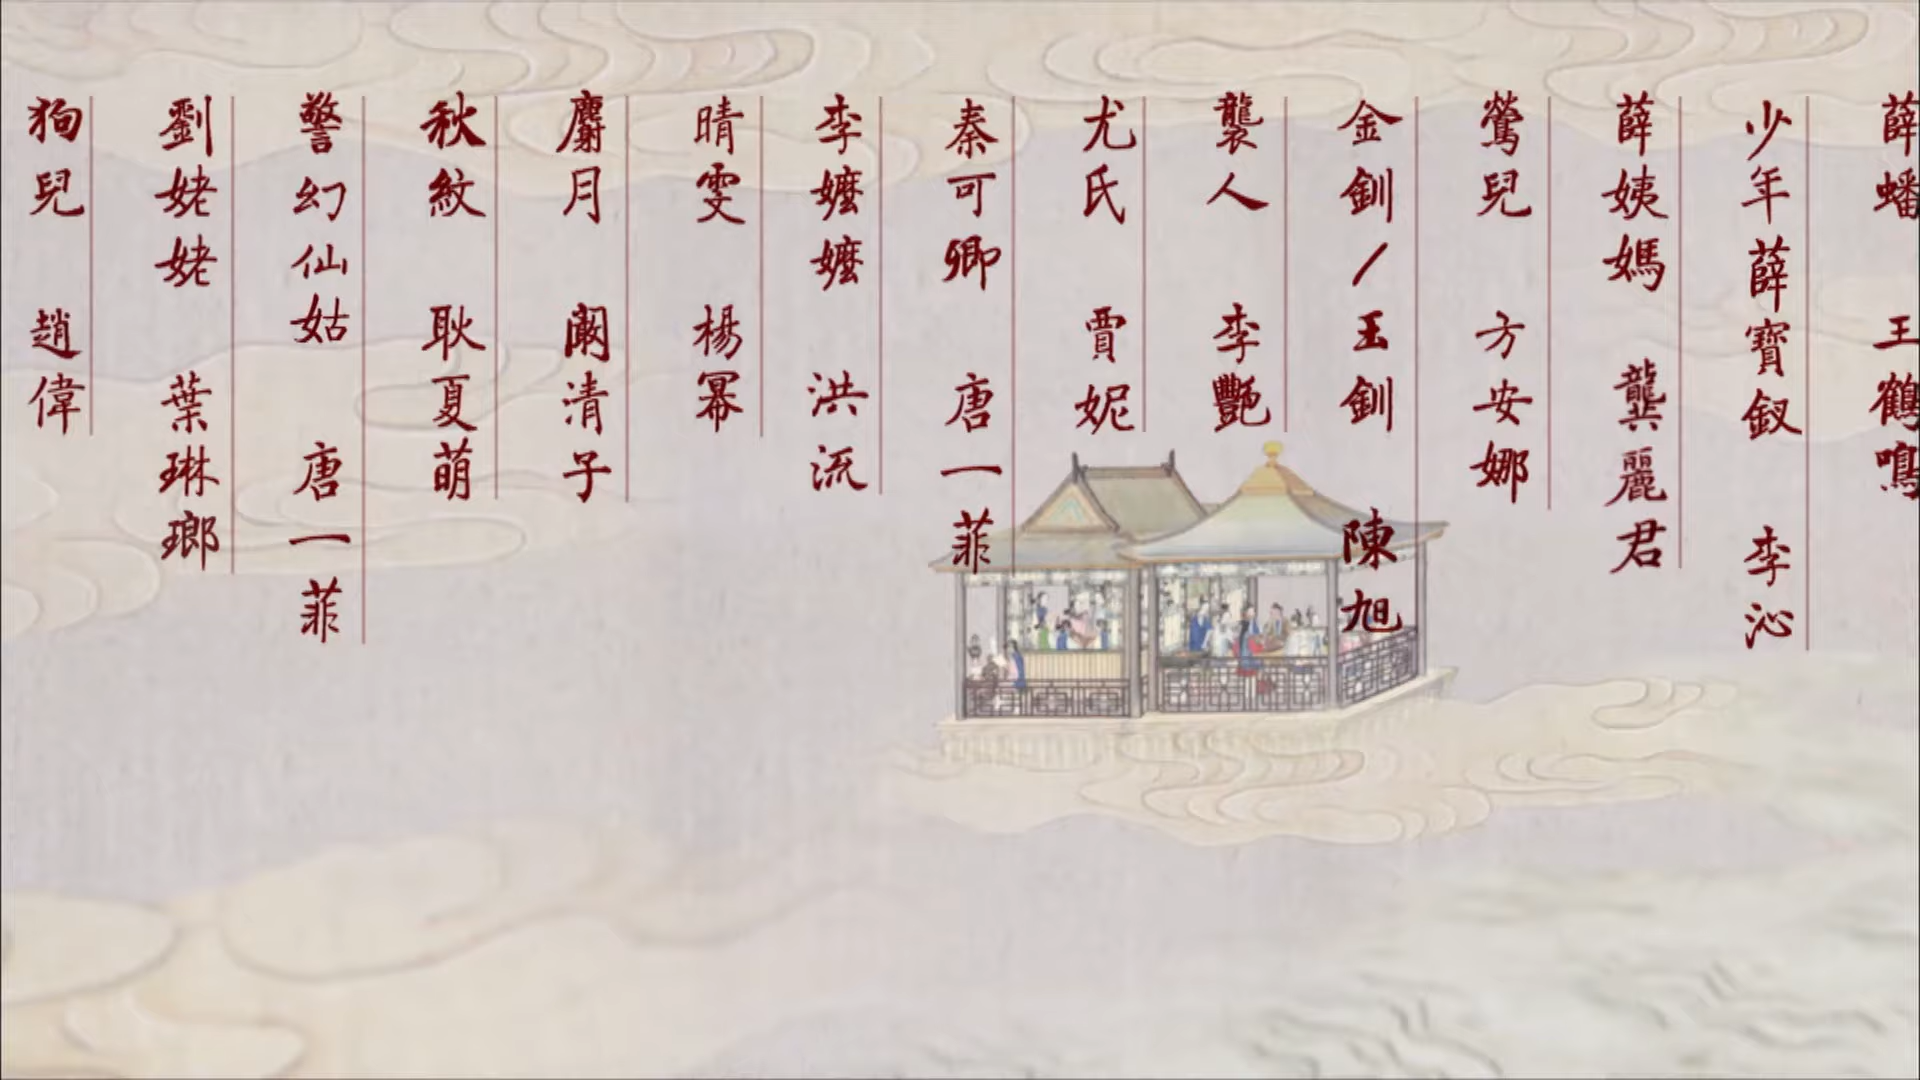 薛蟠 王鶴鳴
少年薛寶釵 李沁
薛姨媽 龔麗君
鶯兒 方安娜
金釧/玉釧 陳旭
襲人 李艷
尤氏 賈妮
秦可卿 唐一菲
李嬤嬤 洪流
晴雯 楊冪
麝月 闞清子
秋紋 耿夏萌
警幻仙姑 唐一菲
劉姥姥 葉琳瑯
狗兒 趙偉